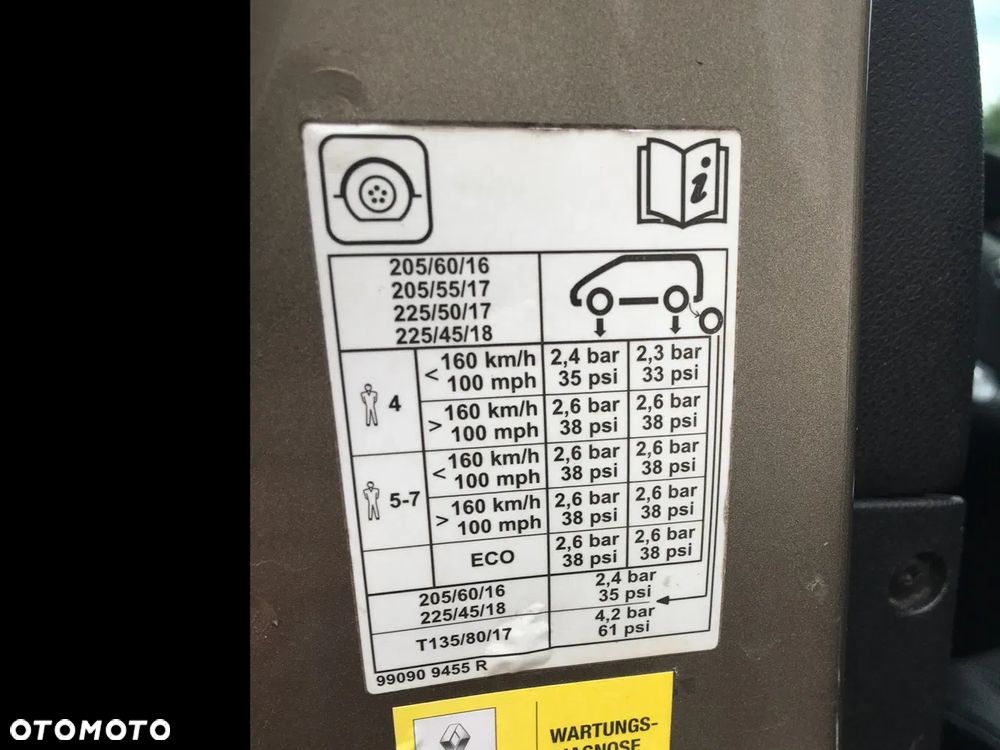 i
205/60/16
205/55/17
225/50/17
225/45/18
4
< 160 km/h 2,4 bar 2,3 bar
100 mph 35 psi 33 psi
> 160 km/h 2,6 bar 2,6 bar
100 mph 38 psi 38 psi
5-7
< 160 km/h 2,6 bar 2,6 bar
100 mph 38 psi 38 psi
> 160 km/h 2,6 bar 2,6 bar
100 mph 38 psi 38 psi
ECO 2,6 bar 2,6 bar
38 psi 38 psi
205/60/16 2,4 bar
225/45/18 35 psi
T135/80/17 4,2 bar
61 psi
99090 9455 R
WARTUNGS-
OTOMOTO